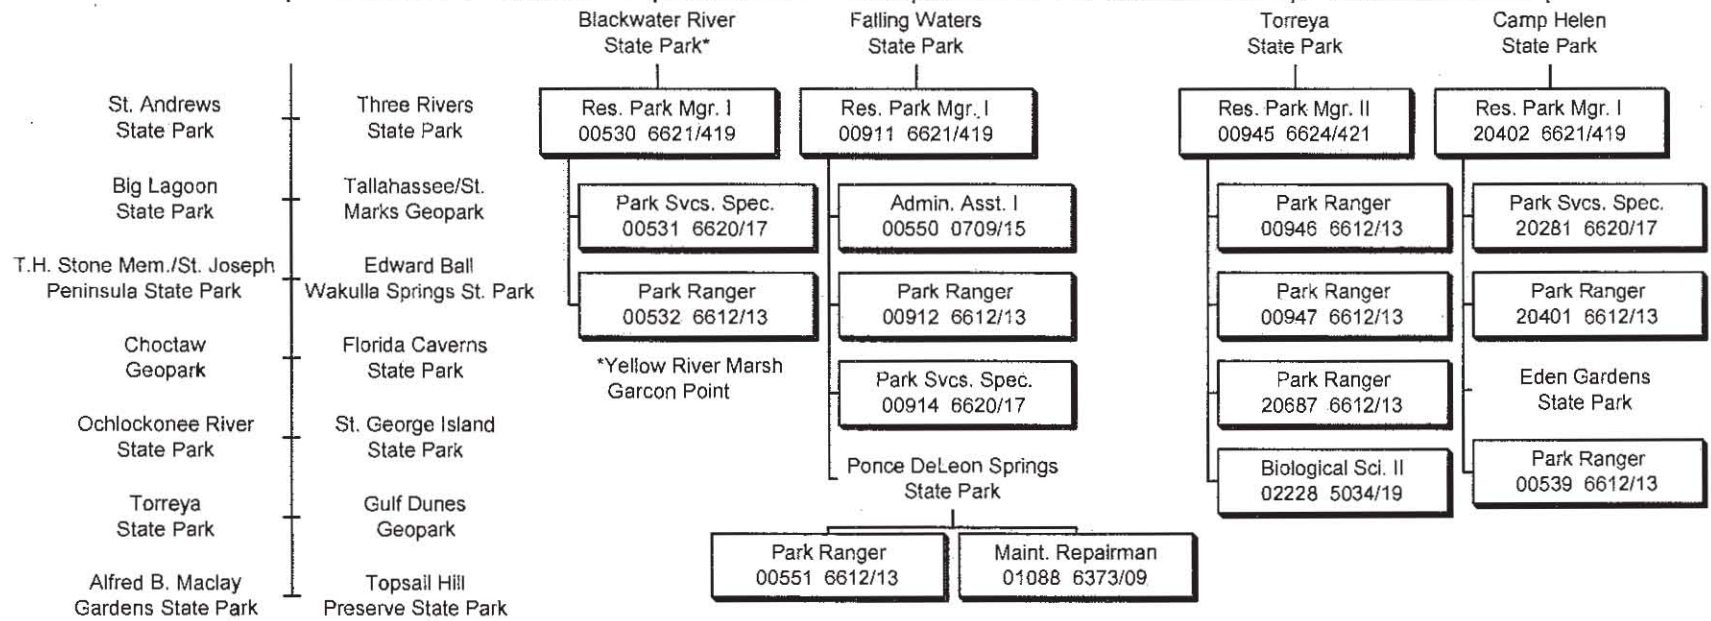 St. Andrews
State Park
Three Rivers
State Park
Big Lagoon
State Park
Tallahassee/St.
Marks Geopark
T.H. Stone Mem./St. Joseph
Peninsula State Park
Edward Ball
Wakulla Springs St. Park
Choctaw
Geopark
Florida Caverns
State Park
Ochlockonee River
State Park
St. George Island
State Park
Torreya
State Park
Gulf Dunes
Geopark
Alfred B. Maclay
Gardens State Park
Topsail Hill
Preserve State Park
Blackwater River
State Park*
Res. Park Mgr. I
00530 6621/419
Park Svcs. Spec.
00531 6620/17
Park Ranger
00532 6612/13
*Yellow River Marsh
Garcon Point
Falling Waters
State Park
Res. Park Mgr. I
00911 6621/419
Admin. Asst. I
00550 0709/15
Park Ranger
00912 6612/13
Park Svcs. Spec.
00914 6620/17
Ponce DeLeon Springs
State Park
Park Ranger
00551 6612/13
Maint. Repairman
01088 6373/09
Torreya
State Park
Res. Park Mgr. II
00945 6624/421
Park Ranger
00946 6612/13
Park Ranger
00947 6612/13
Park Ranger
20687 6612/13
Biological Sci. II
02228 5034/19
Camp Helen
State Park
Res. Park Mgr. I
20402 6621/419
Park Svcs. Spec.
20281 6620/17
Park Ranger
20401 6612/13
Eden Gardens
State Park
Park Ranger
00539 6612/13